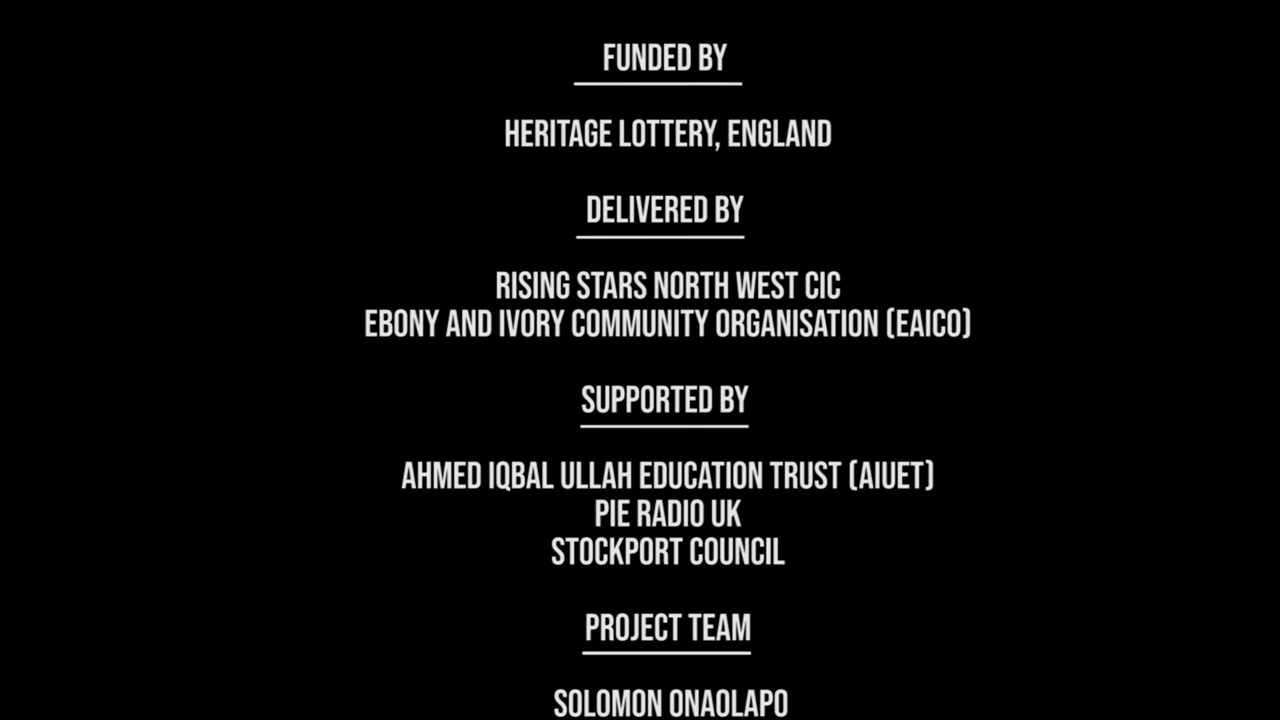 FUNDED BY
HERITAGE LOTTERY, ENGLAND
DELIVERED BY
RISING STARS NORTH WEST CIC
EBONY AND IVORY COMMUNITY ORGANISATION (EAICO)
SUPPORTED BY
AHMED IQBAL ULLAH EDUCATION TRUST (AIUET)
PIE RADIO UK
STOCKPORT COUNCIL
PROJECT TEAM
SOLOMON ONAOLAPO